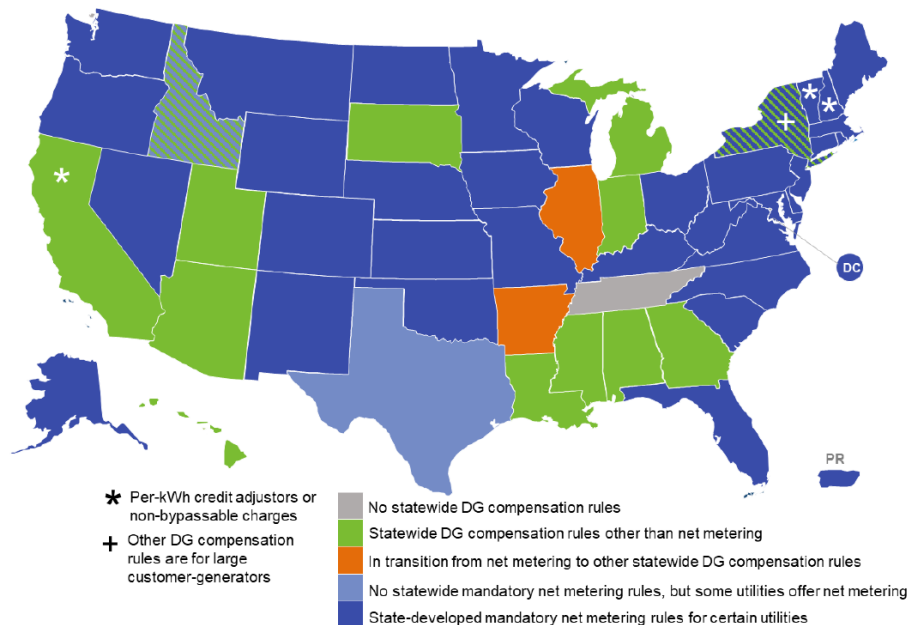 *
*
*
+
DC
PR
* Per-kWh credit adjustors or
non-bypassable charges
+ Other DG compensation
rules are for large
customer-generators
No statewide DG compensation rules
Statewide DG compensation rules other than net metering
In transition from net metering to other statewide DG compensation rules
No statewide mandatory net metering rules, but some utilities offer net metering
State-developed mandatory net metering rules for certain utilities